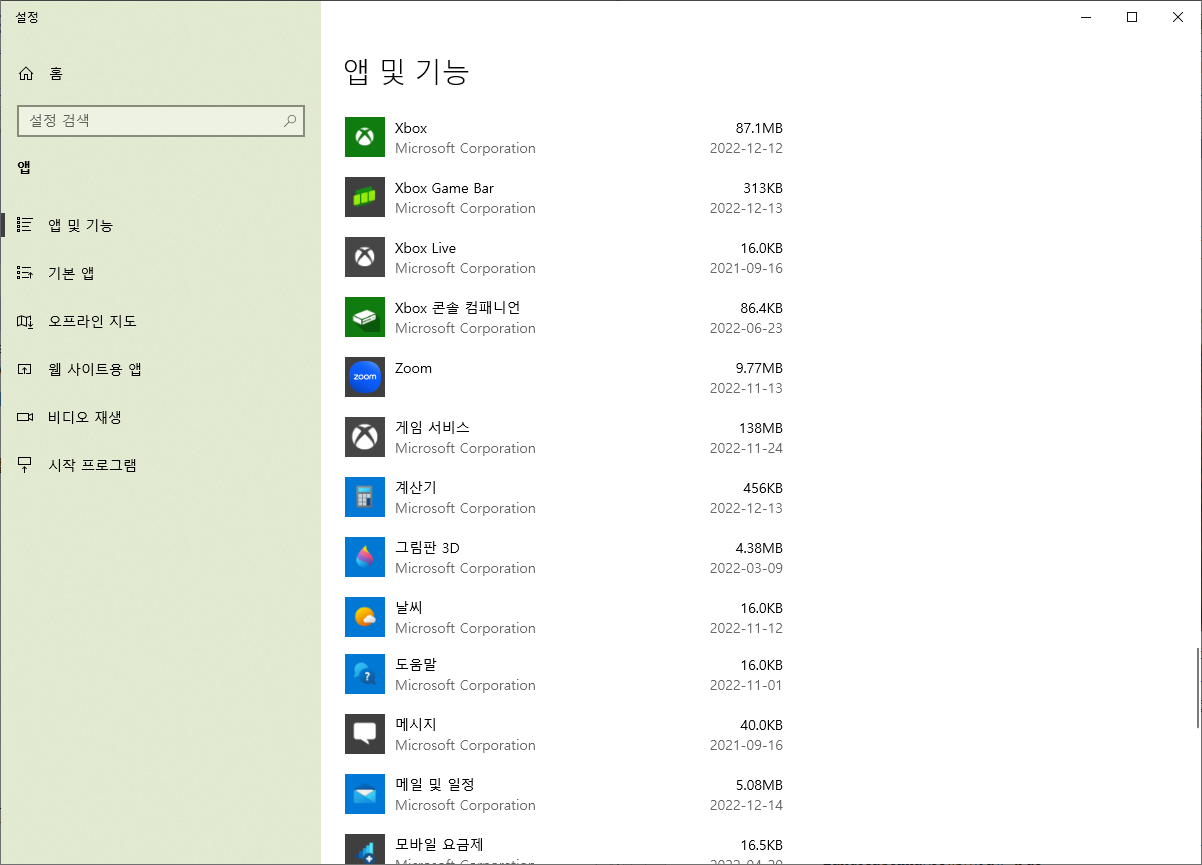 설정
홈
설정 검색
앱
앱 및 기능
기본 앱
오프라인 지도
웹 사이트용 앱
비디오 재생
시작 프로그램
앱 및 기능
Xbox 87.1MB
Microsoft Corporation 2022-12-12
Xbox Game Bar 313KB
Microsoft Corporation 2022-12-13
Xbox Live 16.0KB
Microsoft Corporation 2021-09-16
Xbox 콘솔 컴패니언 86.4KB
Microsoft Corporation 2022-06-23
zoom
Zoom 9.77MB
2022-11-13
게임 서비스 138MB
Microsoft Corporation 2022-11-24
계산기 456KB
Microsoft Corporation 2022-12-13
그림판 3D 4.38MB
Microsoft Corporation 2022-03-09
날씨 16.0KB
Microsoft Corporation 2022-11-12
도움말 16.0KB
Microsoft Corporation 2022-11-01
메시지 40.0KB
Microsoft Corporation 2021-09-16
메일 및 일정 5.08MB
Microsoft Corporation 2022-12-14
모바일 요금제 16.5KB
Microsoft Corporation